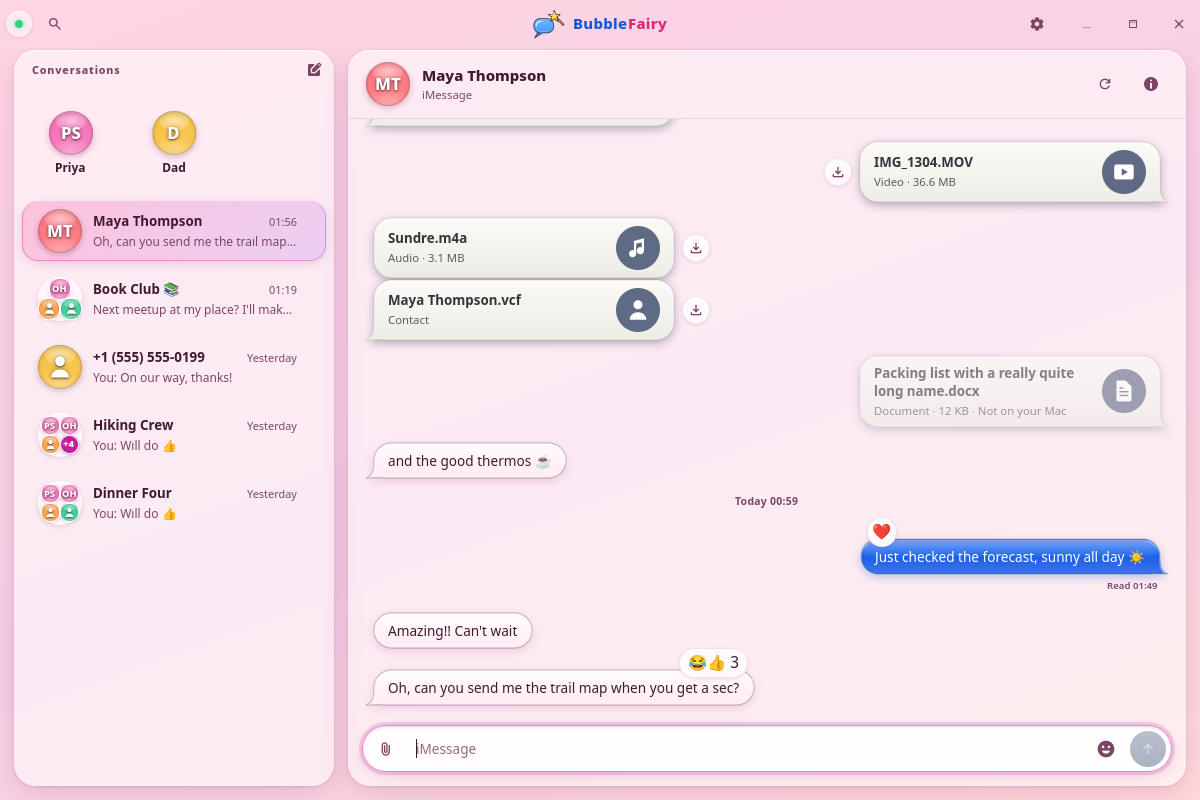 BubbleFairy
Conversations
PS
Priya
D
Dad
MT
Maya Thompson
01:56
Oh, can you send me the trail map...
OH
Book Club 📚
01:19
Next meetup at my place? I'll mak...
+1 (555) 555-0199
Yesterday
You: On our way, thanks!
PS OH
+4
Hiking Crew
Yesterday
You: Will do 👍
PS OH
Dinner Four
Yesterday
You: Will do 👍
MT
Maya Thompson
iMessage
IMG_1304.MOV
Video · 36.6 MB
Sundre.m4a
Audio · 3.1 MB
Maya Thompson.vcf
Contact
Packing list with a really quite
long name.docx
Document · 12 KB · Not on your Mac
and the good thermos ☕
Today 00:59
❤️
Just checked the forecast, sunny all day ☀️
Read 01:49
Amazing!! Can't wait
😂👍 3
Oh, can you send me the trail map when you get a sec?
iMessage